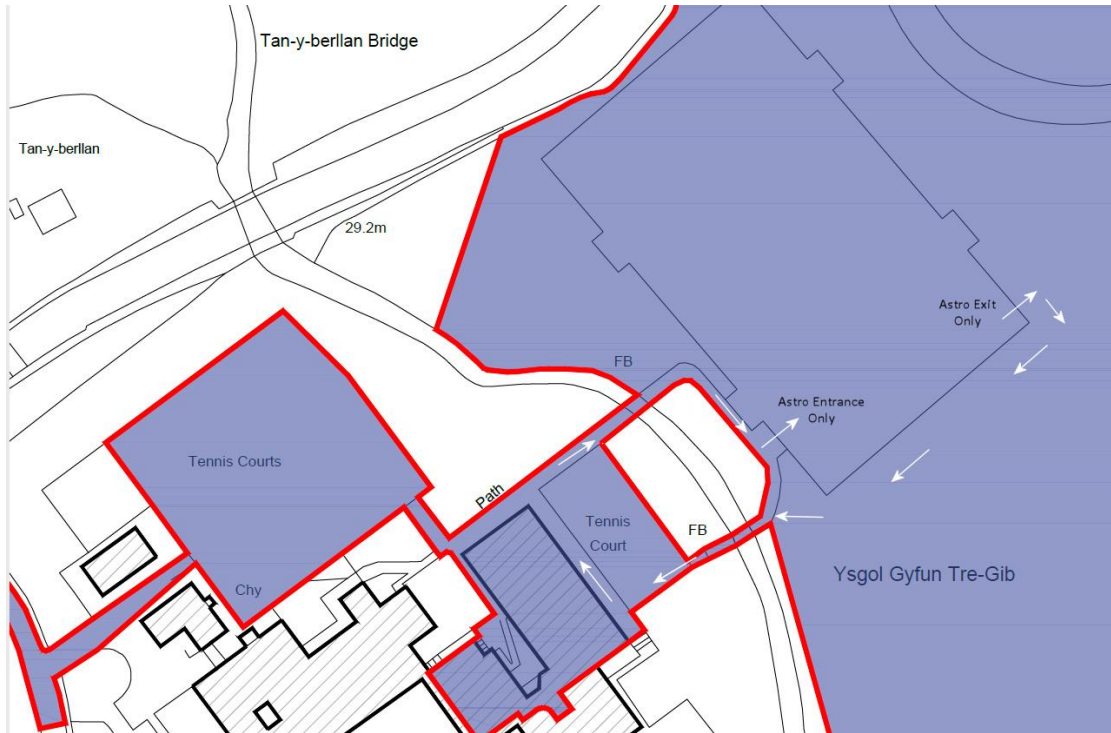 Tan-y-berllan Bridge
Tan-y-berllan
29.2m
Astro Exit
Only
FB
Astro Entrance
Only
Tennis Courts
Path
Tennis
Court
FB
Ysgol Gyfun Tre-Gib
Chy